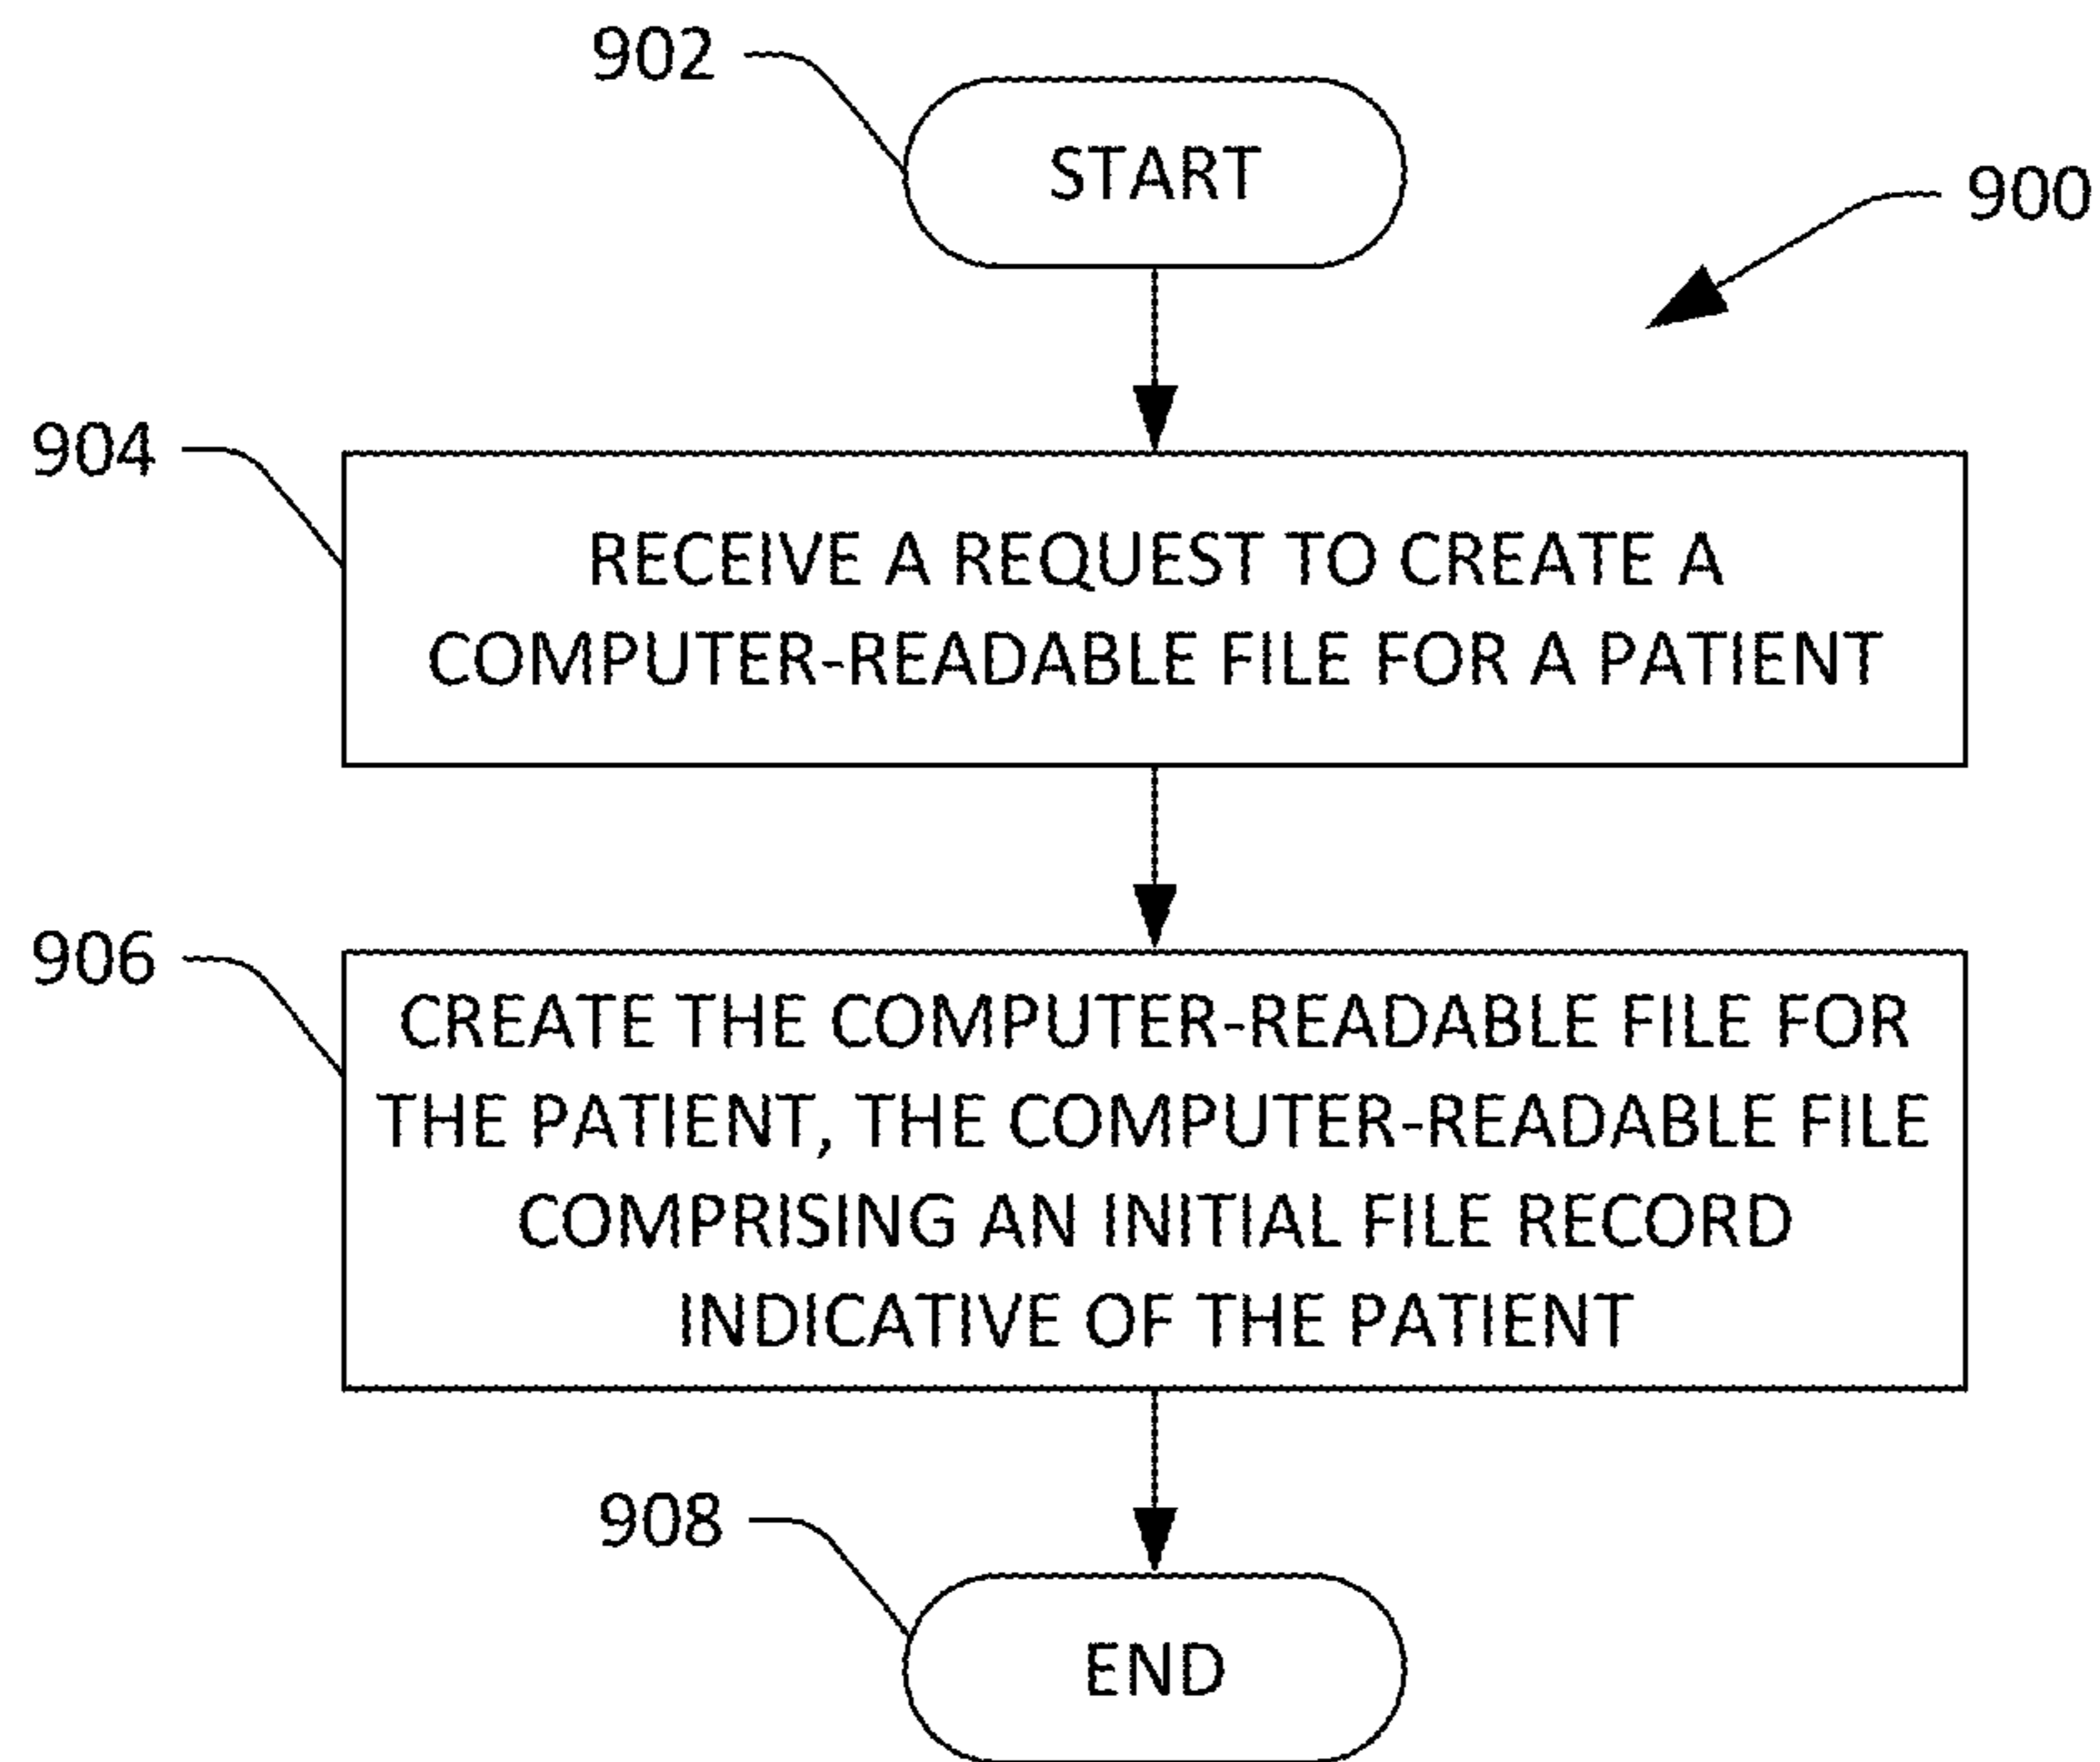 902
START
900
904
RECEIVE A REQUEST TO CREATE A
COMPUTER-READABLE FILE FOR A PATIENT
906
CREATE THE COMPUTER-READABLE FILE FOR
THE PATIENT, THE COMPUTER-READABLE FILE
COMPRISING AN INITIAL FILE RECORD
INDICATIVE OF THE PATIENT
908
END